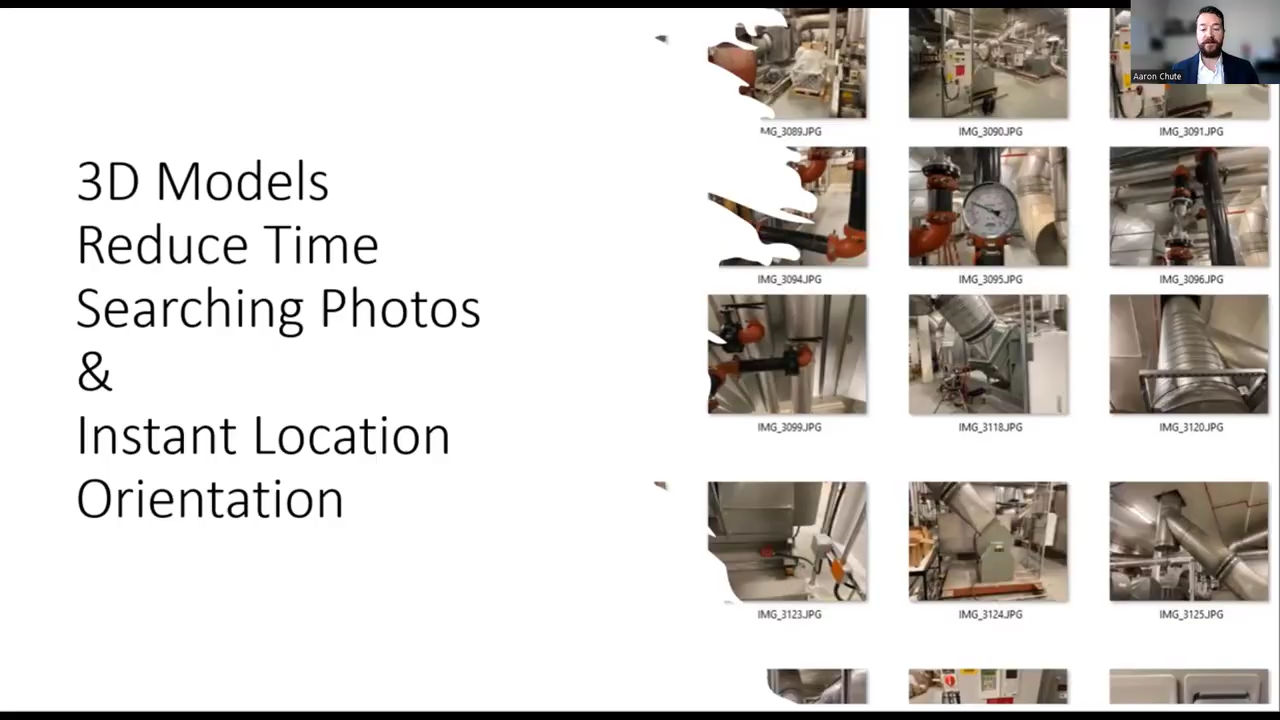 Aaron Chute
3D Models
Reduce Time
Searching Photos
&
Instant Location
Orientation
IMG_3089.JPG
IMG_3090.JPG
IMG_3091.JPG
IMG_3094.JPG
IMG_3095.JPG
IMG_3096.JPG
IMG_3099.JPG
IMG_3118.JPG
IMG_3120.JPG
IMG_3123.JPG
IMG_3124.JPG
IMG_3125.JPG